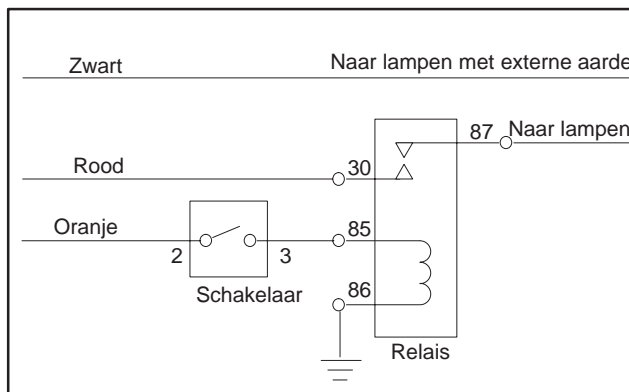 Zwart
Naar lampen met externe aarde
87
Naar lampen
Rood
30
Oranje
85
2
3
86
Schakelaar
Relais